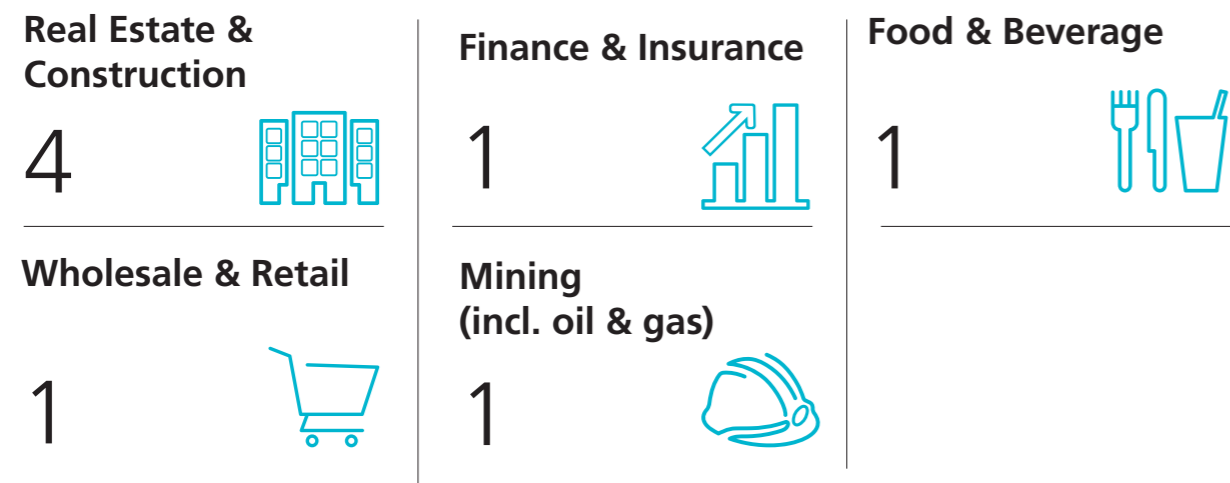 Real Estate &
Construction
4
Finance & Insurance
1
Food & Beverage
1
Wholesale & Retail
1
Mining
(incl. oil & gas)
1